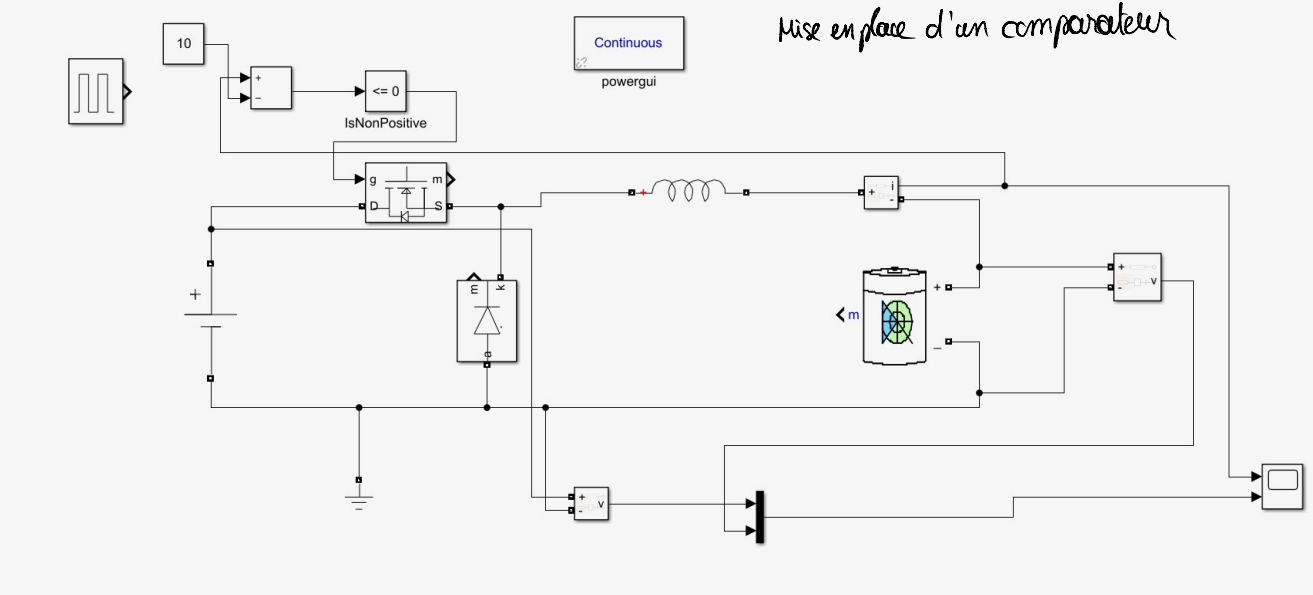 Mise en place d'un comparateur
Continuous
powergui
10
+
−
<= 0
IsNonPositive
g
m
D
S
+
i
+
-
m
k
a
+
m
+
−
+
-
v
+
-
v